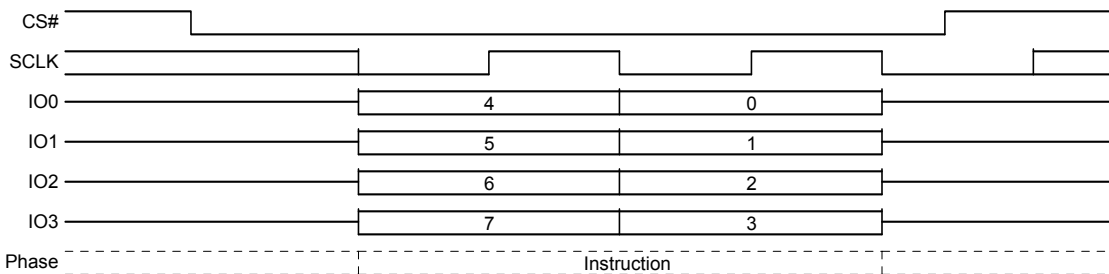 CS#
SCLK
IO0 4 0
IO1 5 1
IO2 6 2
IO3 7 3
Phase Instruction